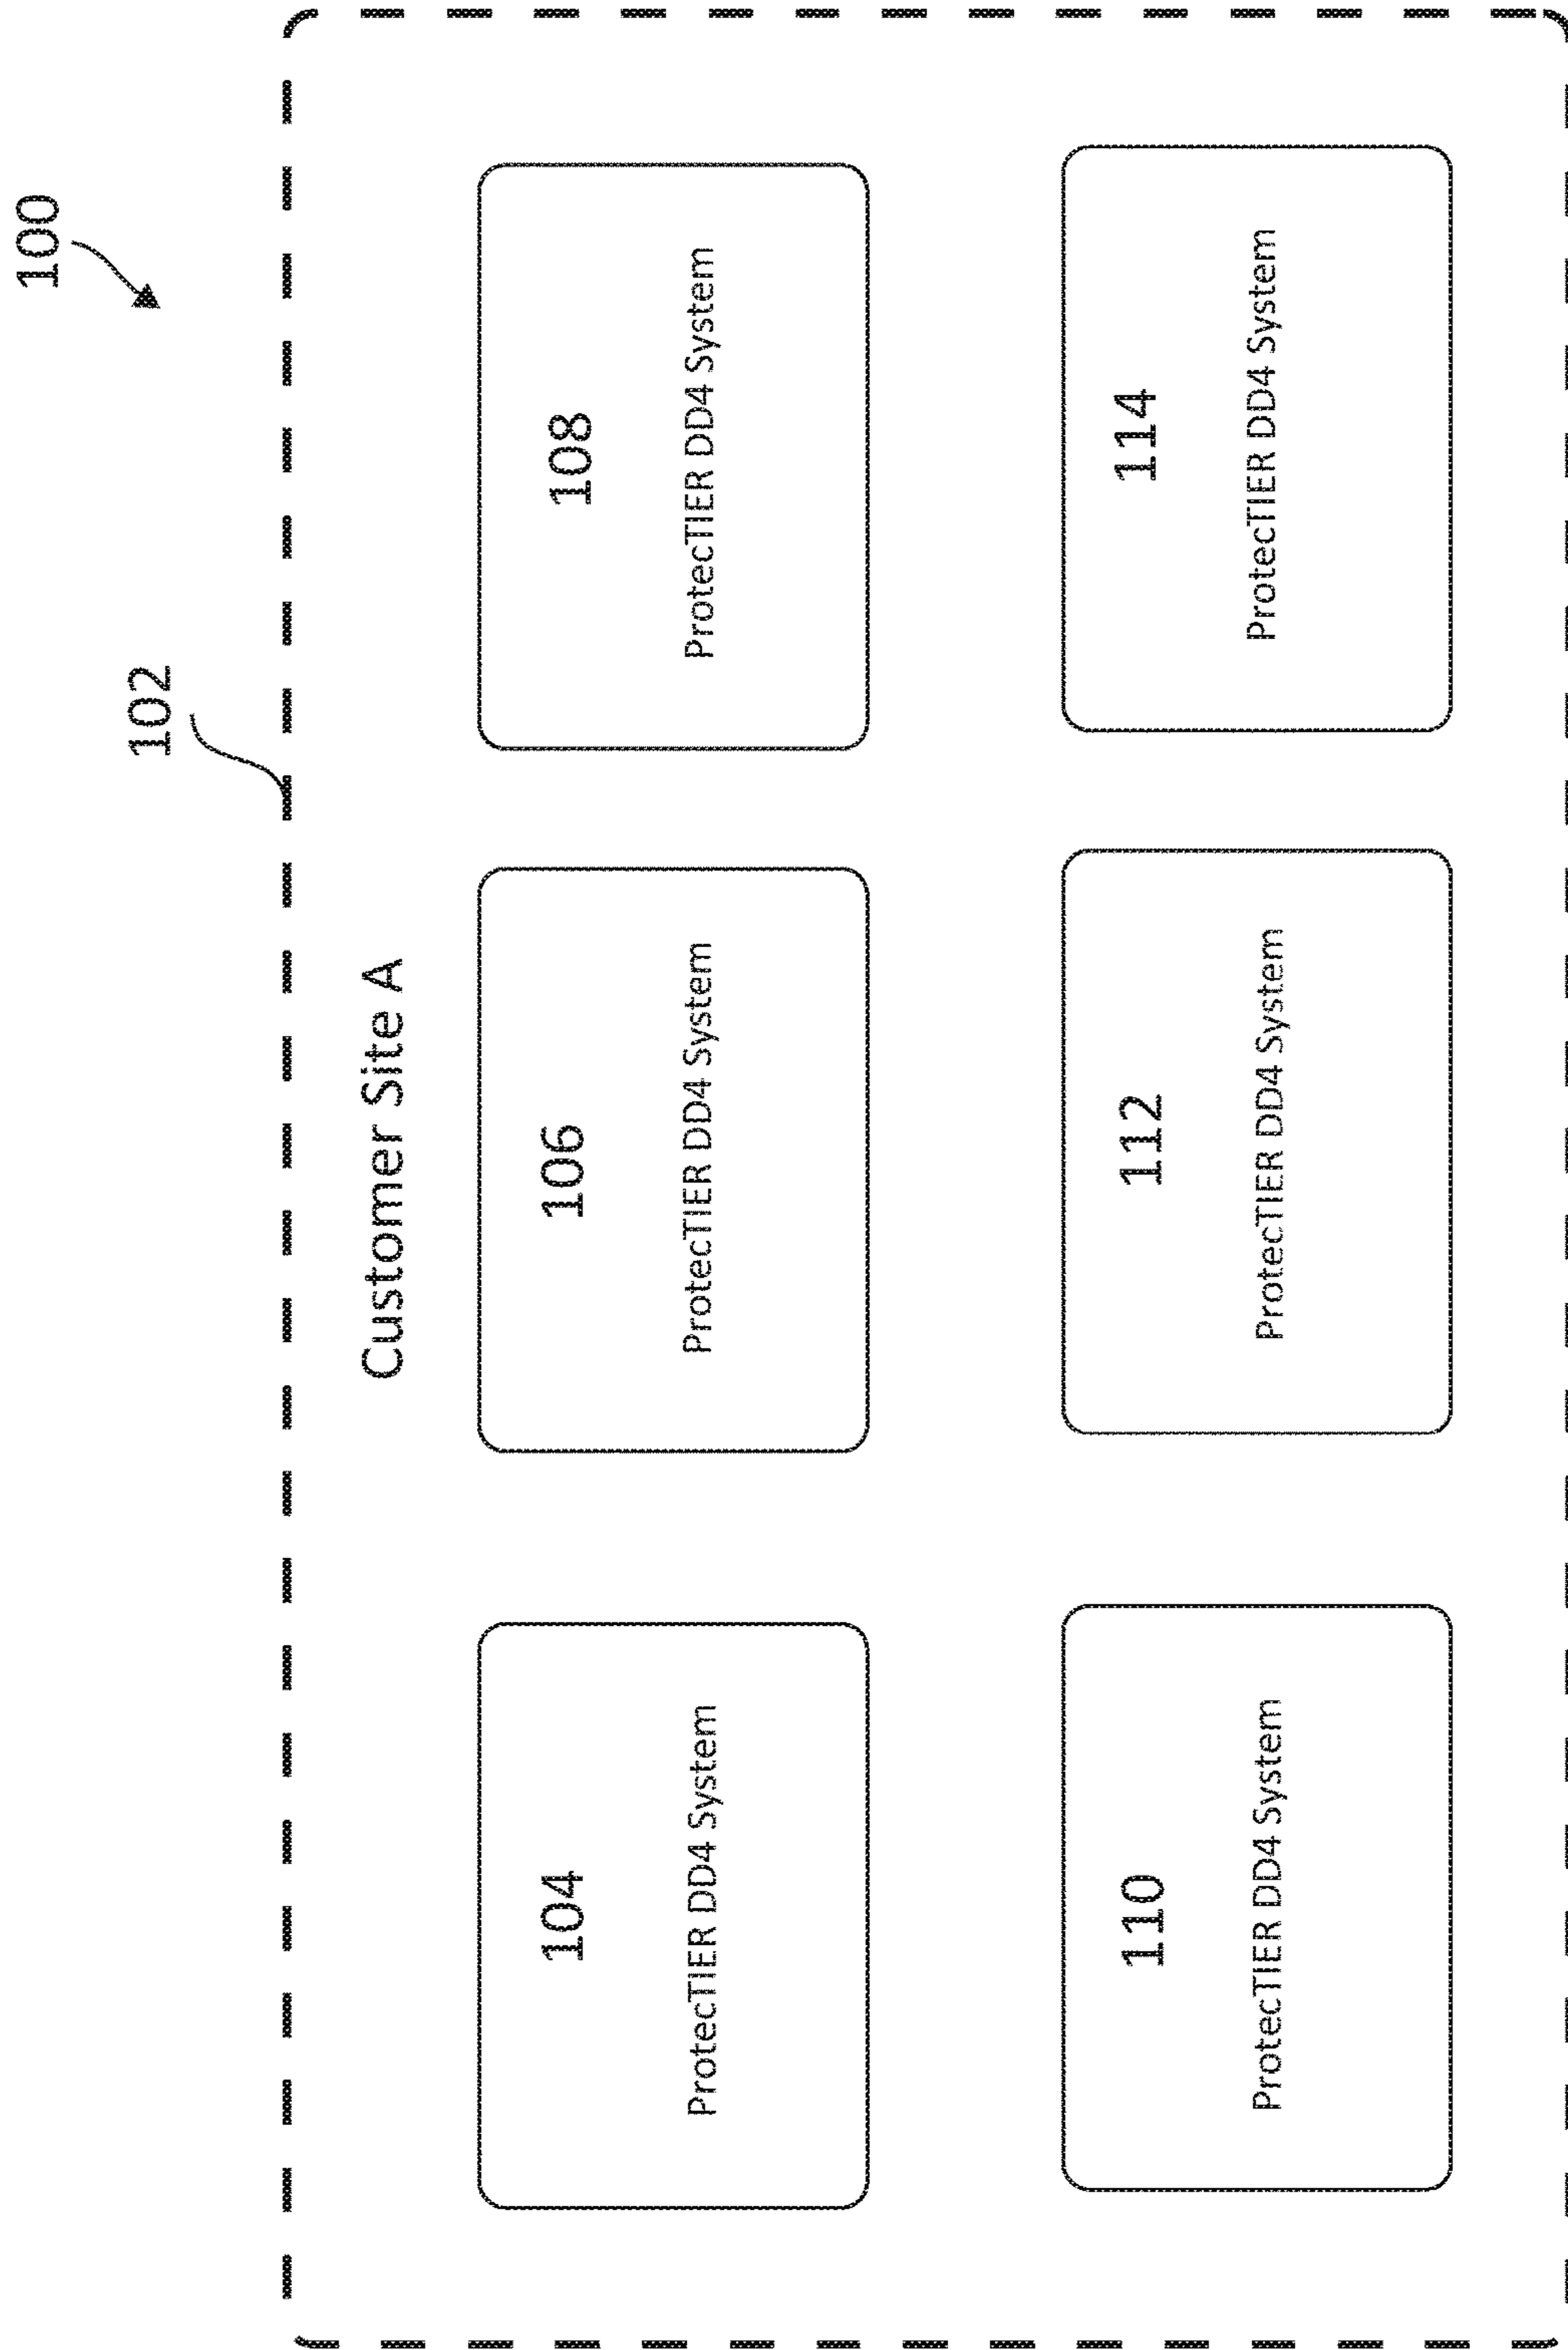 100
102
Customer Site A
104
ProtecTIER DD4 System
106
ProtecTIER DD4 System
108
ProtecTIER DD4 System
110
ProtecTIER DD4 System
112
ProtecTIER DD4 System
114
ProtecTIER DD4 System